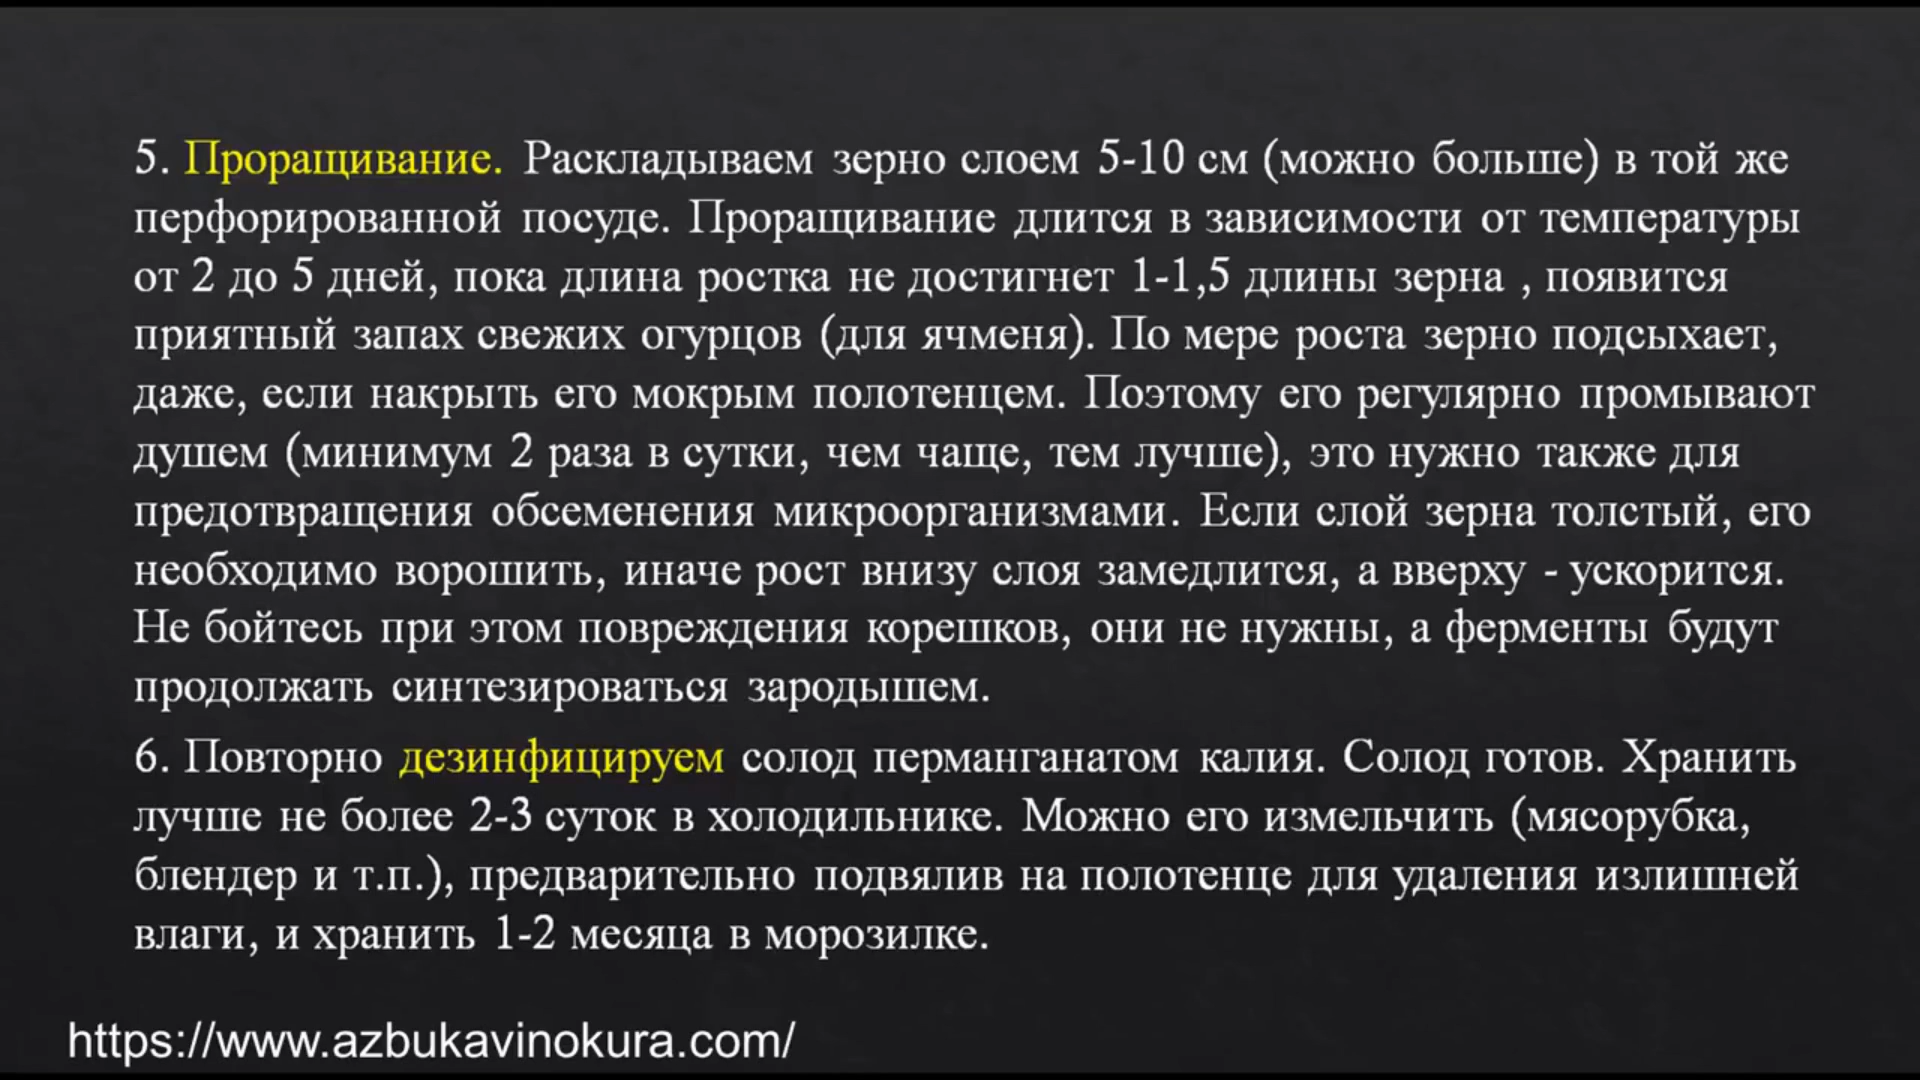 5. Проращивание. Раскладываем зерно слоем 5-10 см (можно больше) в той же
перфорированной посуде. Проращивание длится в зависимости от температуры
от 2 до 5 дней, пока длина ростка не достигнет 1-1,5 длины зерна , появится
приятный запах свежих огурцов (для ячменя). По мере роста зерно подсыхает,
даже, если накрыть его мокрым полотенцем. Поэтому его регулярно промывают
душем (минимум 2 раза в сутки, чем чаще, тем лучше), это нужно также для
предотвращения обсеменения микроорганизмами. Если слой зерна толстый, его
необходимо ворошить, иначе рост внизу слоя замедлится, а вверху - ускорится.
Не бойтесь при этом повреждения корешков, они не нужны, а ферменты будут
продолжать синтезироваться зародышем.
6. Повторно дезинфицируем солод перманганатом калия. Солод готов. Хранить
лучше не более 2-3 суток в холодильнике. Можно его измельчить (мясорубка,
блендер и т.п.), предварительно подвялив на полотенце для удаления излишней
влаги, и хранить 1-2 месяца в морозилке.
https://www.azbukavinokura.com/